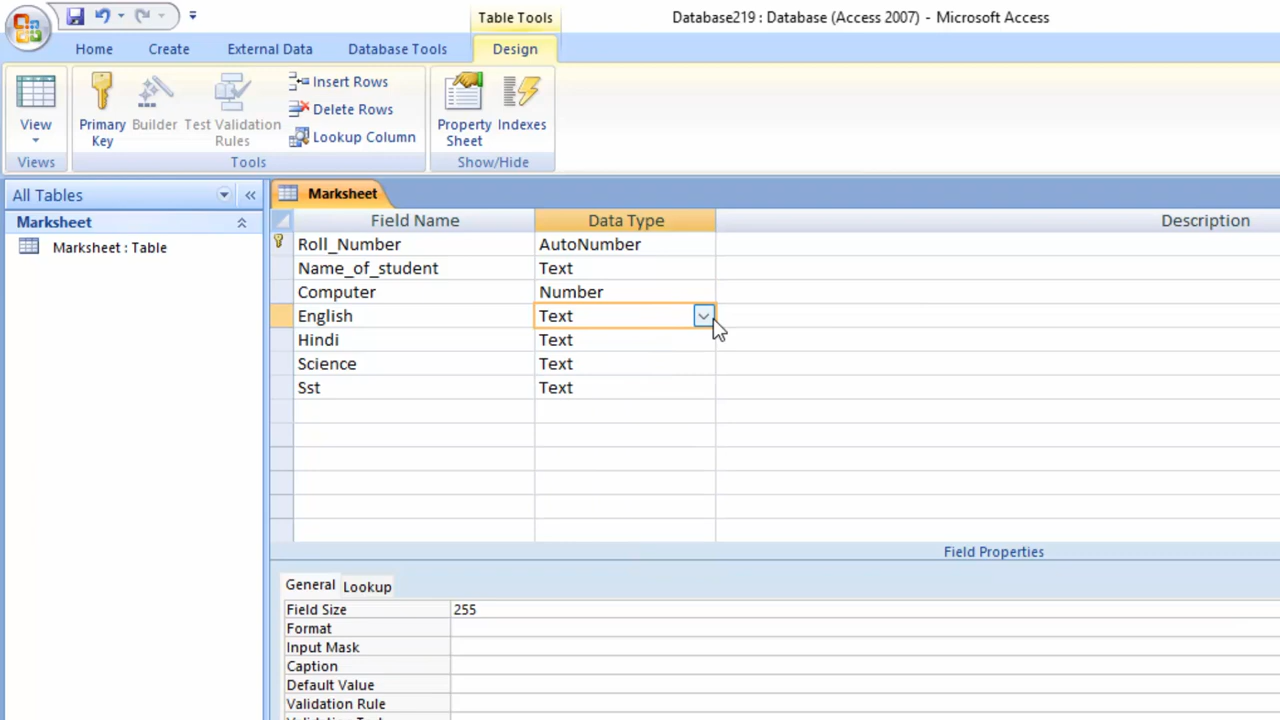 Table Tools
Database219 : Database (Access 2007) - Microsoft Access
Home Create External Data Database Tools Design
View
Primary Key
Builder
Test Validation Rules
Insert Rows
Delete Rows
Lookup Column
Property Sheet
Indexes
Views Tools Show/Hide
All Tables «
Marksheet
Marksheet : Table
Marksheet
Field Name Data Type Description
Roll_Number AutoNumber
Name_of_student Text
Computer Number
English Text
Hindi Text
Science Text
Sst Text
Field Properties
General Lookup
Field Size 255
Format
Input Mask
Caption
Default Value
Validation Rule